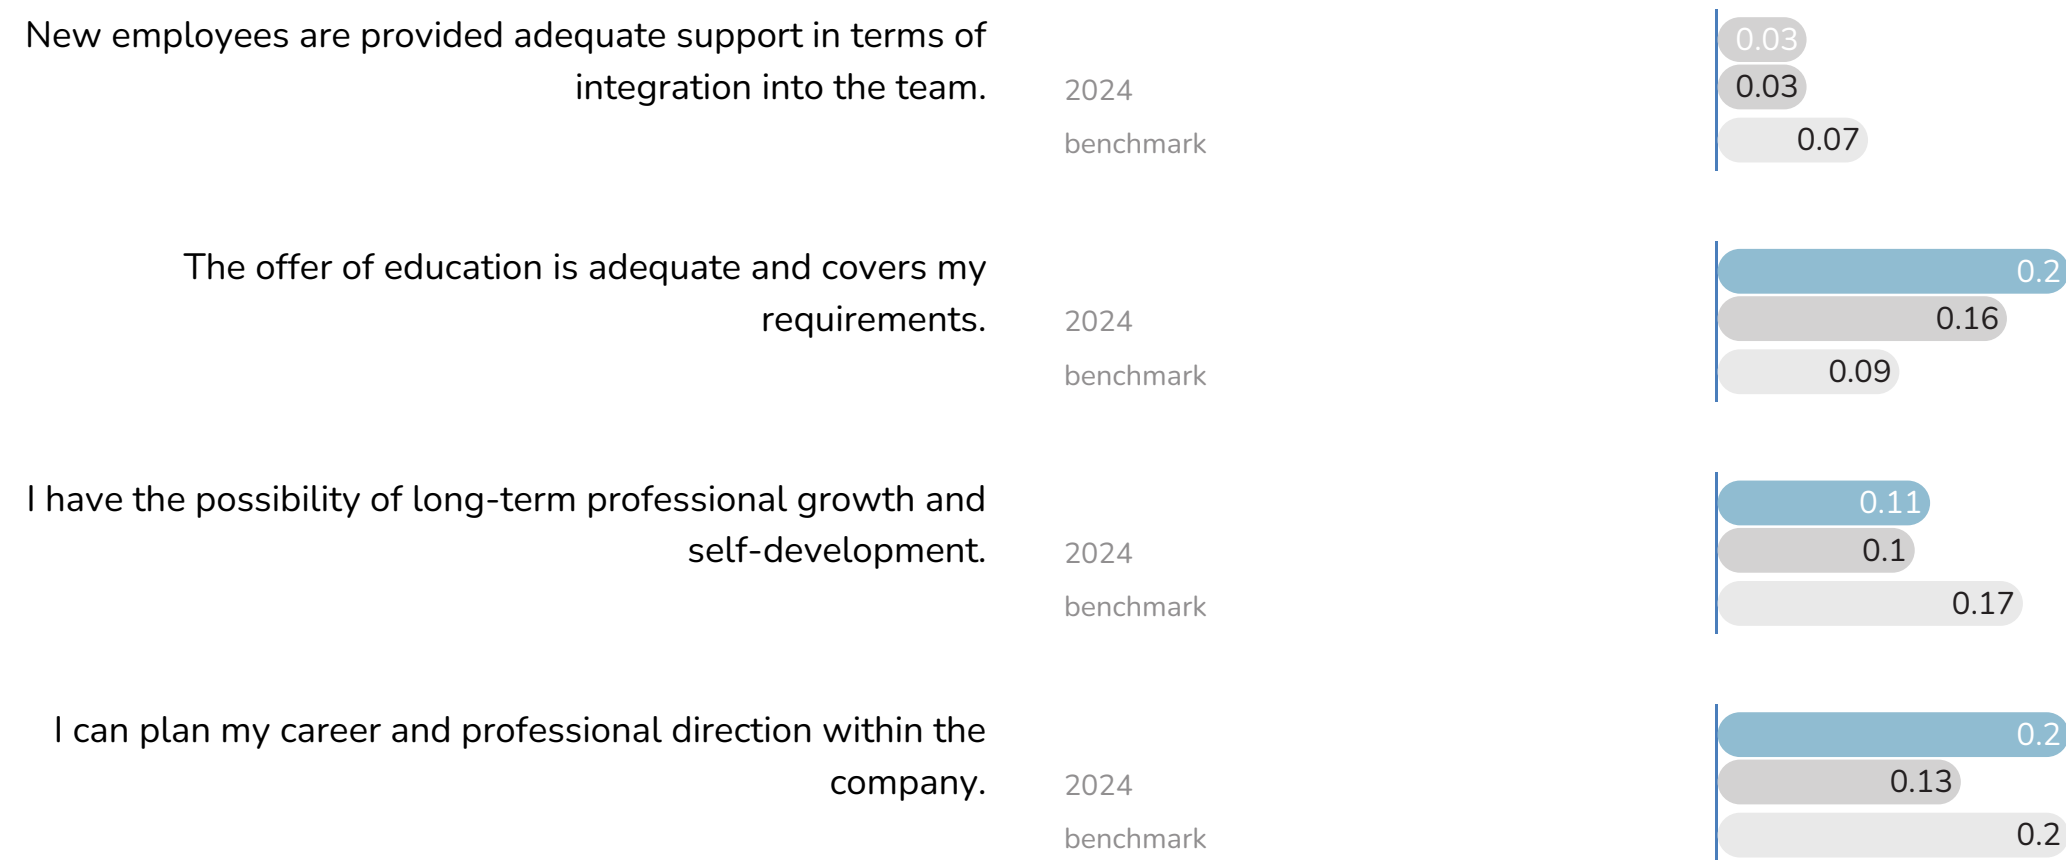 New employees are provided adequate support in terms of
integration into the team.
0.03
2024
0.03
benchmark
0.07
The offer of education is adequate and covers my
requirements.
0.2
2024
0.16
benchmark
0.09
I have the possibility of long-term professional growth and
self-development.
0.11
2024
0.1
benchmark
0.17
I can plan my career and professional direction within the
company.
0.2
2024
0.13
benchmark
0.2